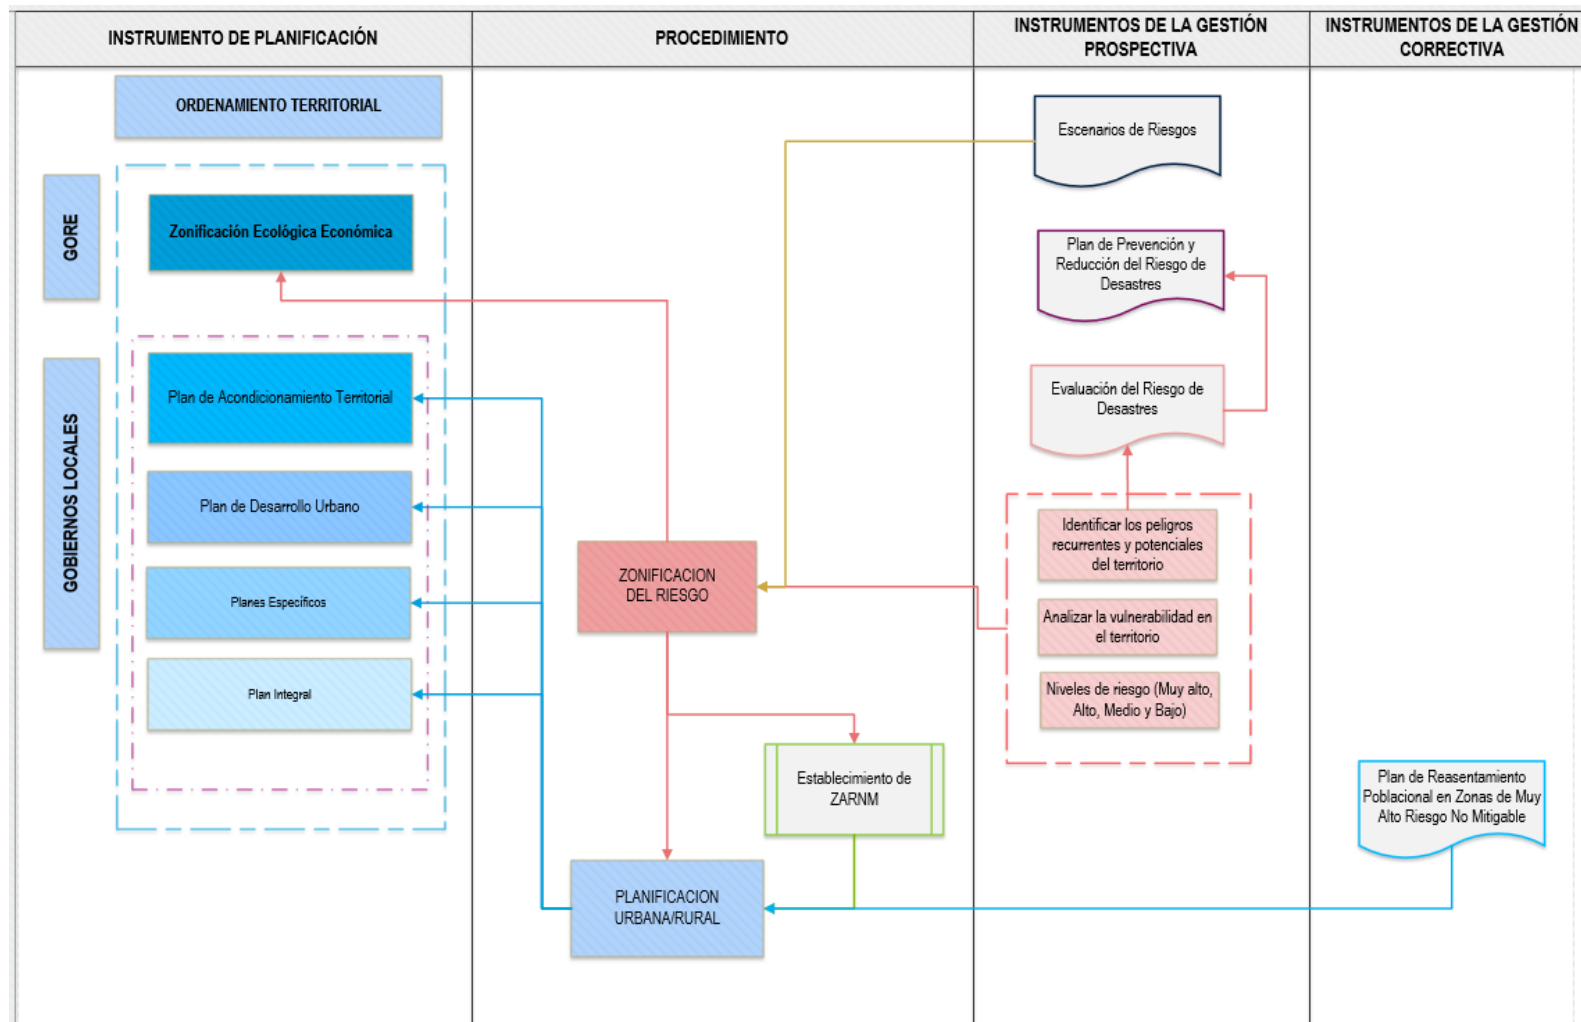 INSTRUMENTO DE PLANIFICACIÓN
PROCEDIMIENTO
INSTRUMENTOS DE LA GESTIÓN
PROSPECTIVA
INSTRUMENTOS DE LA GESTIÓN
CORRECTIVA
ORDENAMIENTO TERRITORIAL
GORE
Zonificación Ecológica Económica
GOBIERNOS LOCALES
Plan de Acondicionamiento Territorial
Plan de Desarrollo Urbano
Planes Específicos
Plan Integral
ZONIFICACION
DEL RIESGO
Establecimiento de
ZARNM
PLANIFICACION
URBANA/RURAL
Escenarios de Riesgos
Plan de Prevención y
Reducción del Riesgo de
Desastres
Evaluación del Riesgo de
Desastres
Identificar los peligros
recurrentes y potenciales
del territorio
Analizar la vulnerabilidad en
el territorio
Niveles de riesgo (Muy alto,
Alto, Medio y Bajo)
Plan de Reasentamiento
Poblacional en Zonas de Muy
Alto Riesgo No Mitigable